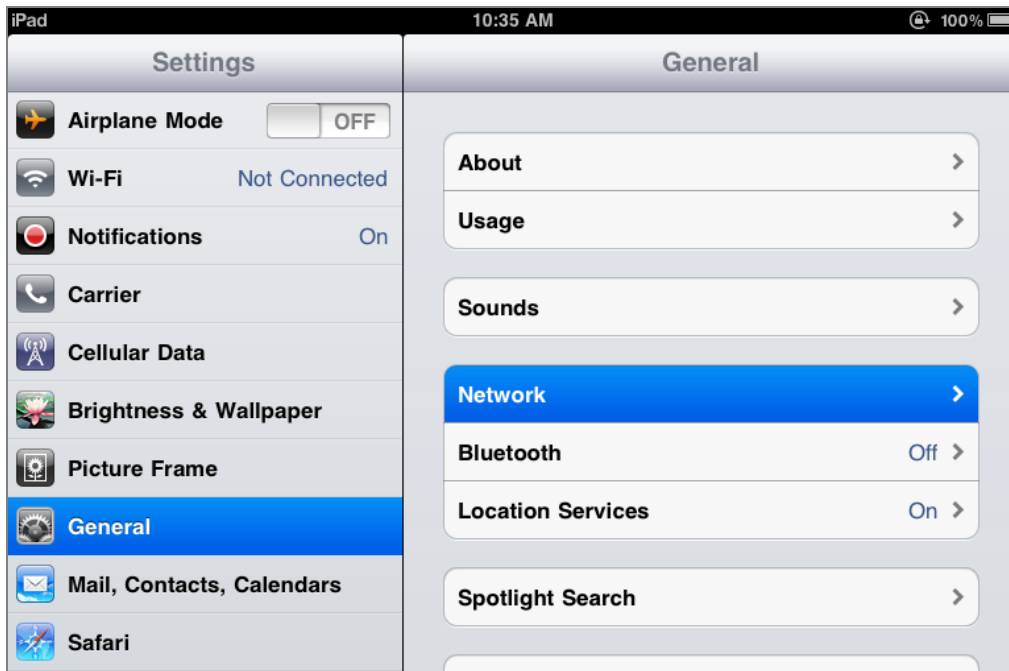 iPad 10:35 AM 100%
Settings
General
Airplane Mode OFF
Wi-Fi Not Connected
Notifications On
Carrier
Cellular Data
Brightness & Wallpaper
Picture Frame
General
Mail, Contacts, Calendars
Safari
About
Usage
Sounds
Network
Bluetooth Off
Location Services On
Spotlight Search